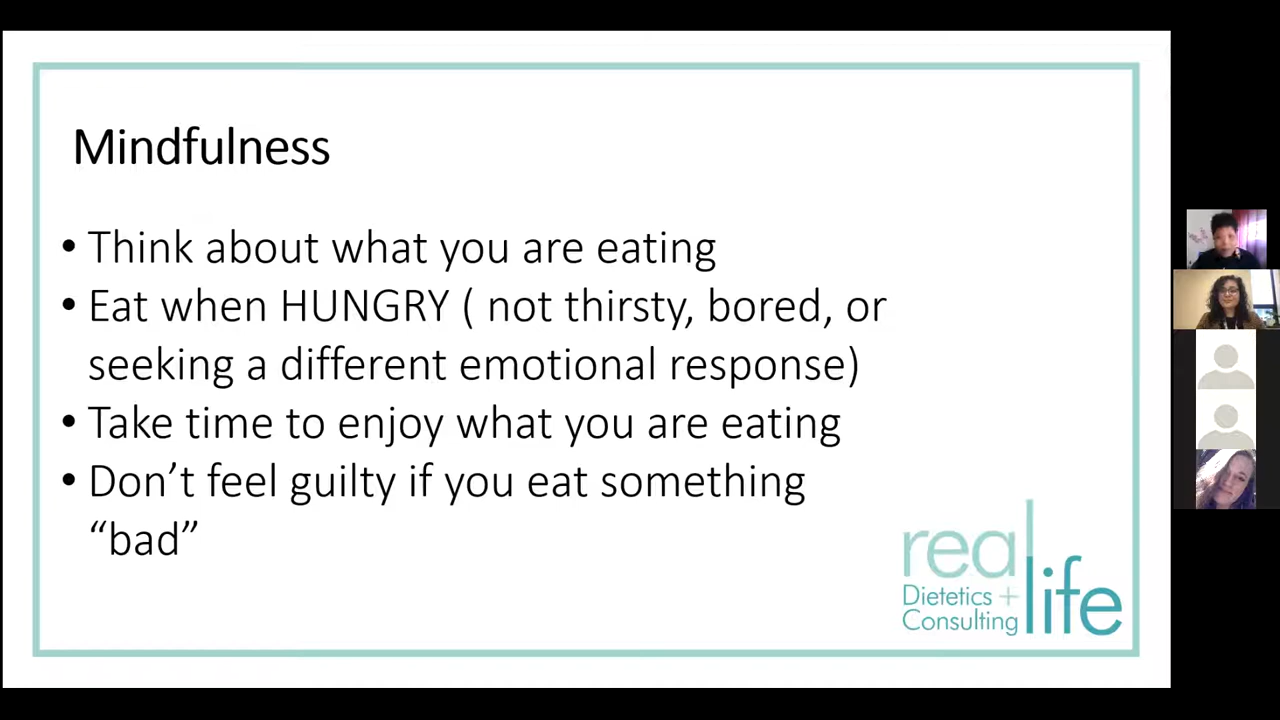 Mindfulness
• Think about what you are eating
• Eat when HUNGRY ( not thirsty, bored, or
seeking a different emotional response)
• Take time to enjoy what you are eating
• Don’t feel guilty if you eat something
“bad”
real
life
Dietetics +
Consulting